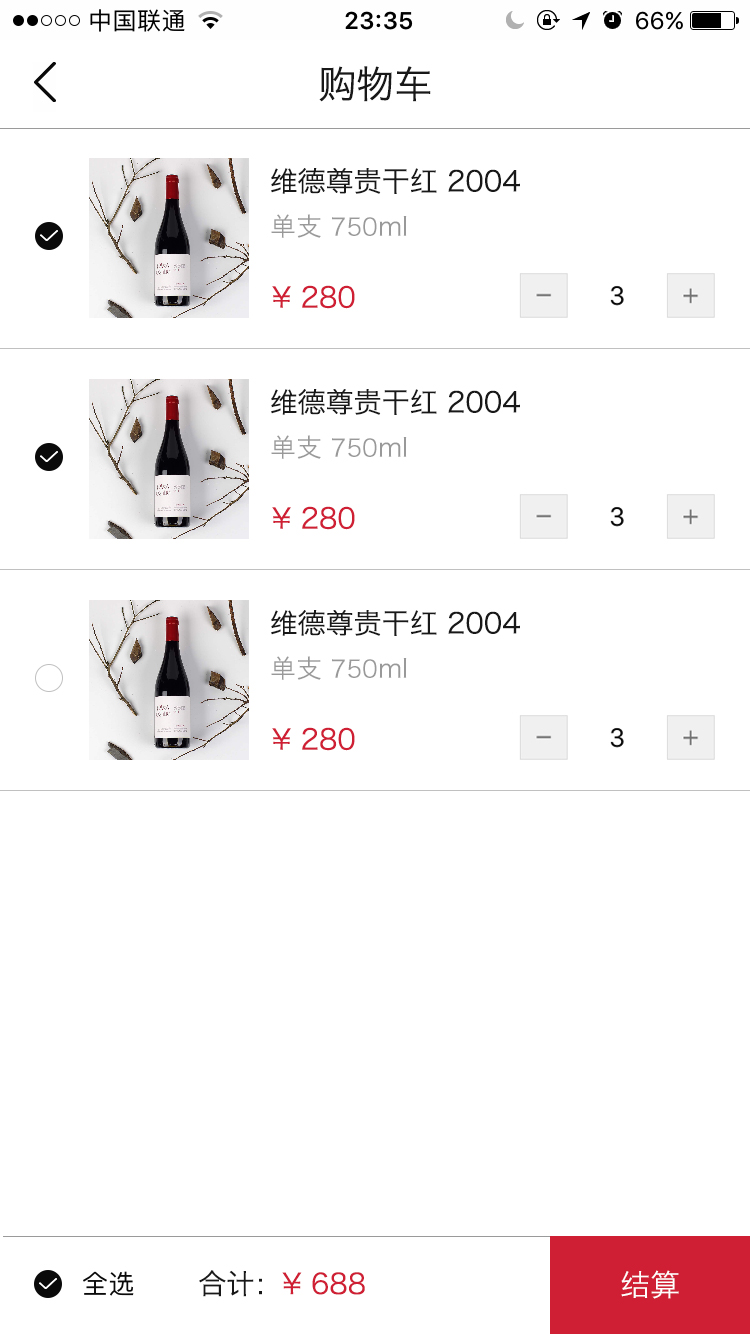 中国联通 23:35 66%
购物车
维德尊贵干红 2004
单支 750ml
¥ 280 − 3 +
维德尊贵干红 2004
单支 750ml
¥ 280 − 3 +
维德尊贵干红 2004
单支 750ml
¥ 280 − 3 +
全选 合计：¥ 688 结算